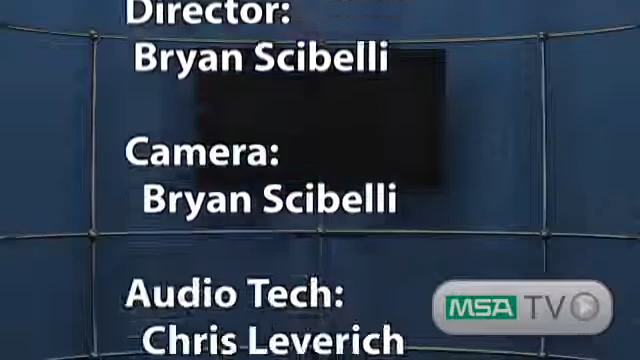 Director:
Bryan Scibelli
Camera:
Bryan Scibelli
Audio Tech:
Chris Leverich
MSA TV